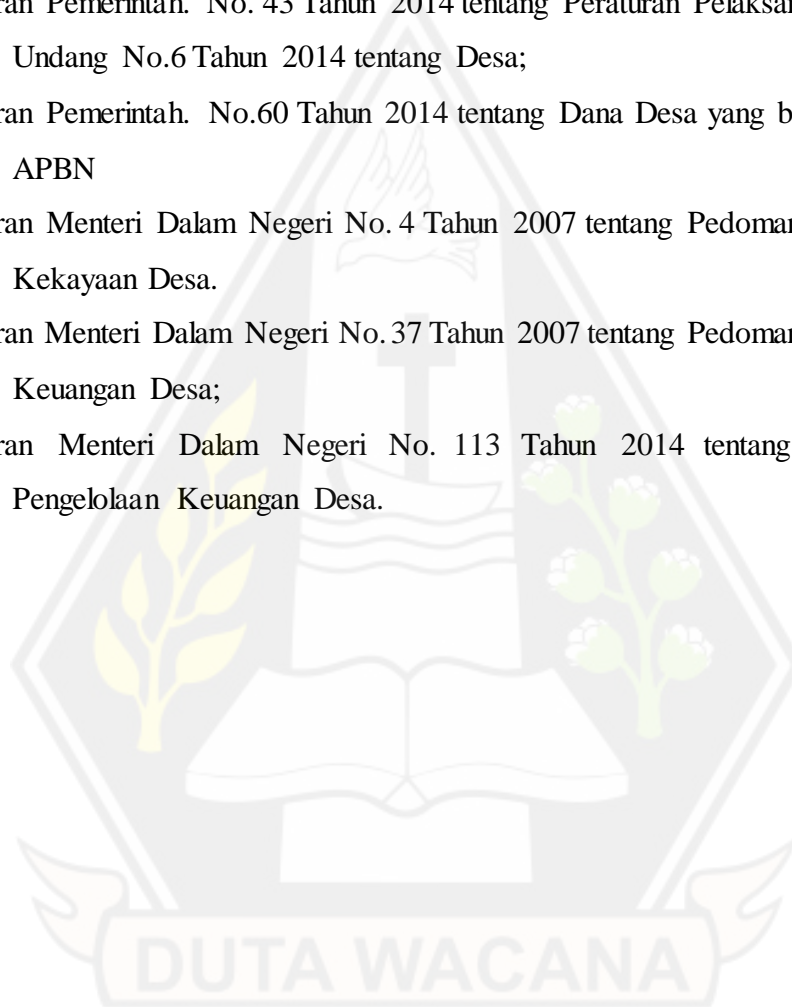 ran Pemerintah. No. 43 Tahun 2014 tentang Peraturan Pelaksan
Undang No.6 Tahun 2014 tentang Desa;
ran Pemerintah. No.60 Tahun 2014 tentang Dana Desa yang b
APBN
ran Menteri Dalam Negeri No. 4 Tahun 2007 tentang Pedoman
Kekayaan Desa.
ran Menteri Dalam Negeri No. 37 Tahun 2007 tentang Pedoman
Keuangan Desa;
ran Menteri Dalam Negeri No. 113 Tahun 2014 tentang
Pengelolaan Keuangan Desa.
DUTA WACANA